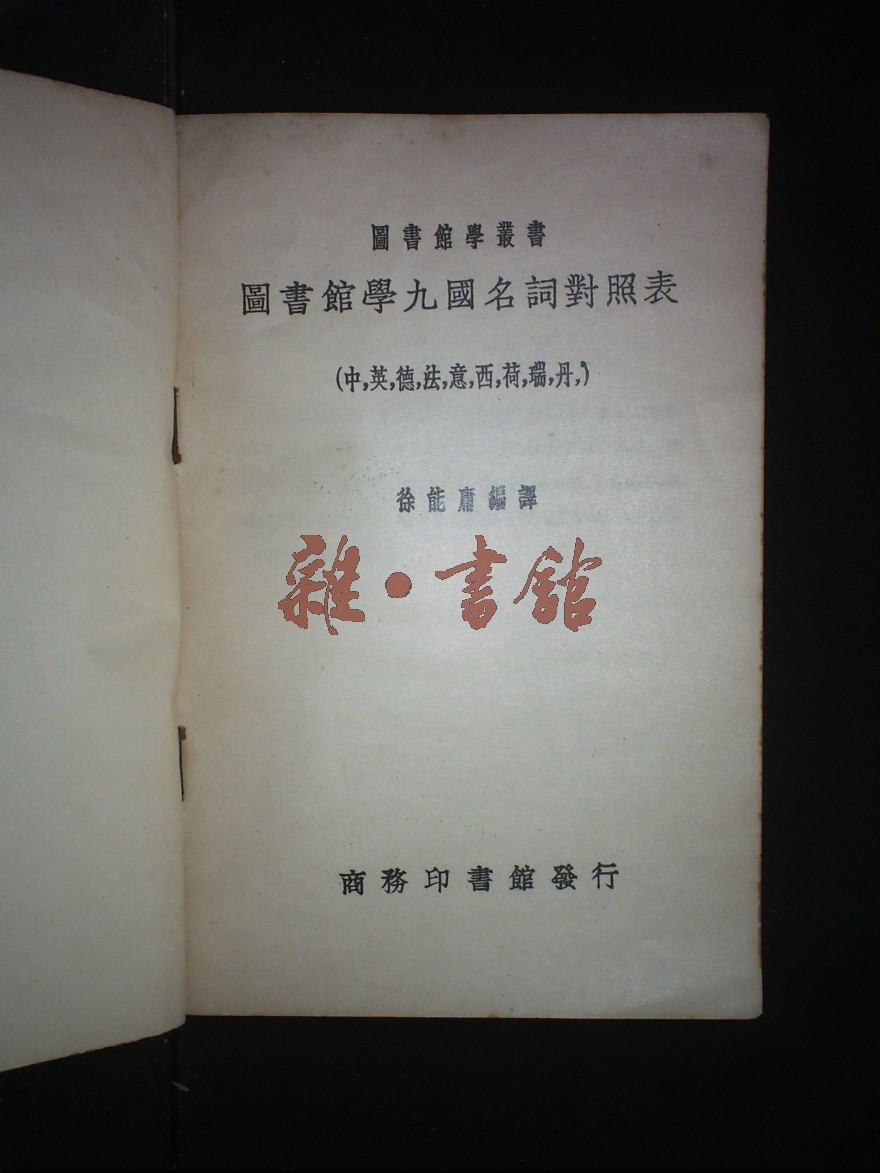 圖書館學叢書
圖書館學九國名詞對照表
(中,英,德,法,意,西,荷,瑞,丹,)
徐能庸編譯
雜·書館
商務印書館發行